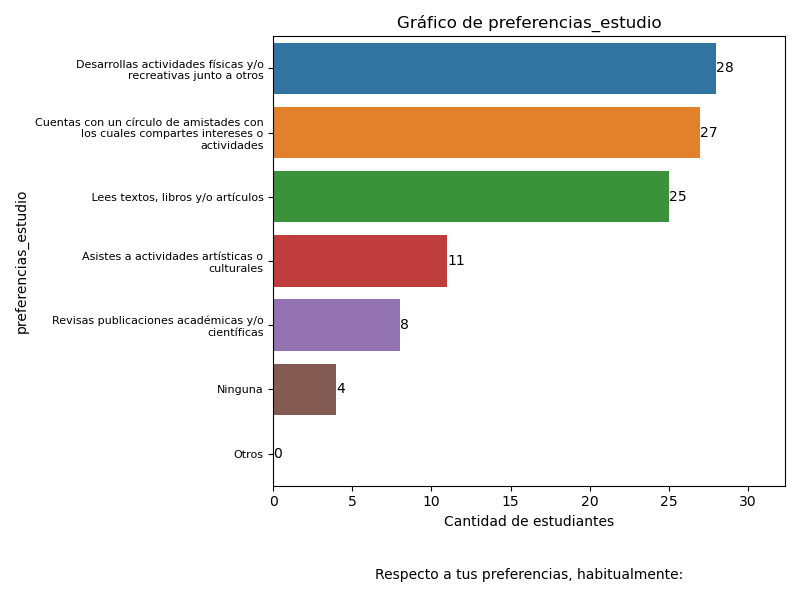 Gráfico de preferencias_estudio
preferencias_estudio
Desarrollas actividades físicas y/o
recreativas junto a otros
28
Cuentas con un círculo de amistades con
los cuales compartes intereses o
actividades
27
Lees textos, libros y/o artículos
25
Asistes a actividades artísticas o
culturales
11
Revisas publicaciones académicas y/o
científicas
8
Ninguna
4
Otros
0
0 5 10 15 20 25 30
Cantidad de estudiantes
Respecto a tus preferencias, habitualmente: